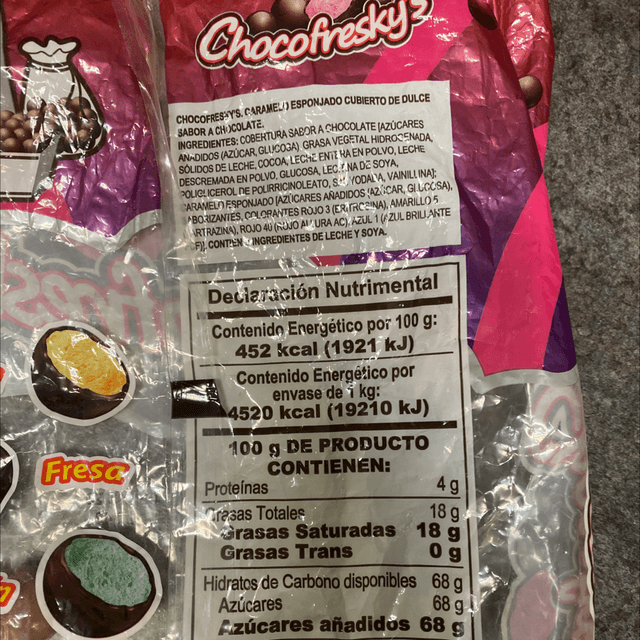 Chocofresky's
CHOCOFRESKY'S. CARAMELO ESPONJADO CUBIERTO DE DULCE
SABOR A CHOCOLATE.
INGREDIENTES: COBERTURA SABOR A CHOCOLATE [AZÚCARES
AÑADIDOS (AZÚCAR, GLUCOSA), GRASA VEGETAL HIDROGENADA,
SÓLIDOS DE LECHE, COCOA, LECHE ENTERA EN POLVO, LECHE
DESCREMADA EN POLVO, GLUCOSA, LECITINA DE SOYA,
POLIGLICEROL DE POLIRRICINOLEATO, SAL YODADA, VAINILLINA];
CARAMELO ESPONJADO [AZÚCARES AÑADIDOS (AZÚCAR, GLUCOSA),
SABORIZANTES, COLORANTES ROJO 3 (ERITROSINA), AMARILLO 5
(TARTRAZINA), ROJO 40 (ROJO ALLURA AC), AZUL 1 (AZUL BRILLANTE
FCF)]. CONTIENE INGREDIENTES DE LECHE Y SOYA.
Declaración Nutrimental
Contenido Energético por 100 g:
452 kcal (1921 kJ)
Contenido Energético por
envase de 1 kg:
4520 kcal (19210 kJ)
100 g DE PRODUCTO
CONTIENEN:
Proteínas 4 g
Grasas Totales 18 g
Grasas Saturadas 18 g
Grasas Trans 0 g
Hidratos de Carbono disponibles 68 g
Azúcares 68 g
Azúcares añadidos 68 g
Fresa